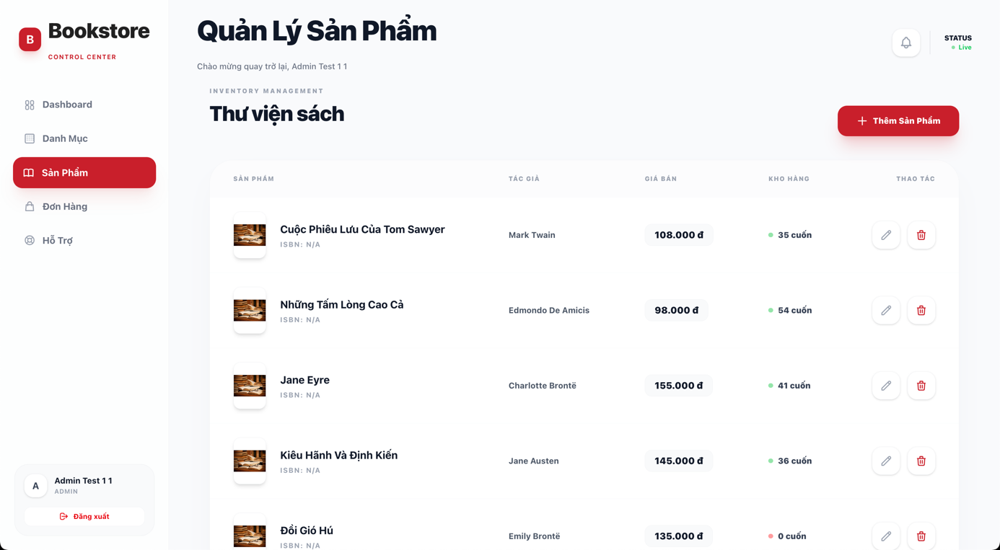 B
Bookstore
CONTROL CENTER
Dashboard
Danh Mục
Sản Phẩm
Đơn Hàng
Hỗ Trợ
A
Admin Test 1 1
ADMIN
Đăng xuất
Quản Lý Sản Phẩm
Chào mừng quay trở lại, Admin Test 1 1
STATUS
Live
INVENTORY MANAGEMENT
Thư viện sách
Thêm Sản Phẩm
SẢN PHẨM TÁC GIẢ GIÁ BÁN KHO HÀNG THAO TÁC
Cuộc Phiêu Lưu Của Tom Sawyer
ISBN: N/A
Mark Twain
108.000 đ
35 cuốn
Những Tấm Lòng Cao Cả
ISBN: N/A
Edmondo De Amicis
98.000 đ
54 cuốn
Jane Eyre
ISBN: N/A
Charlotte Brontë
155.000 đ
41 cuốn
Kiêu Hãnh Và Định Kiến
ISBN: N/A
Jane Austen
145.000 đ
36 cuốn
Đồi Gió Hú
ISBN: N/A
Emily Brontë
135.000 đ
0 cuốn